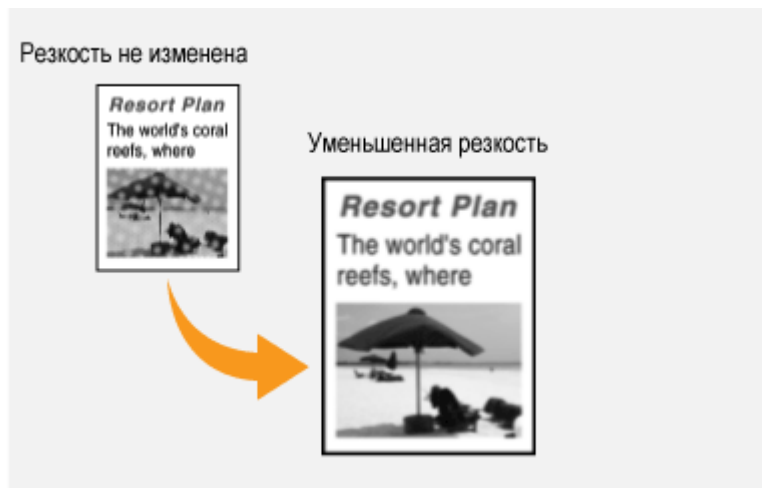 Резкость не изменена
Resort Plan
The world's coral
reefs, where
Уменьшенная резкость
Resort Plan
The world's coral
reefs, where